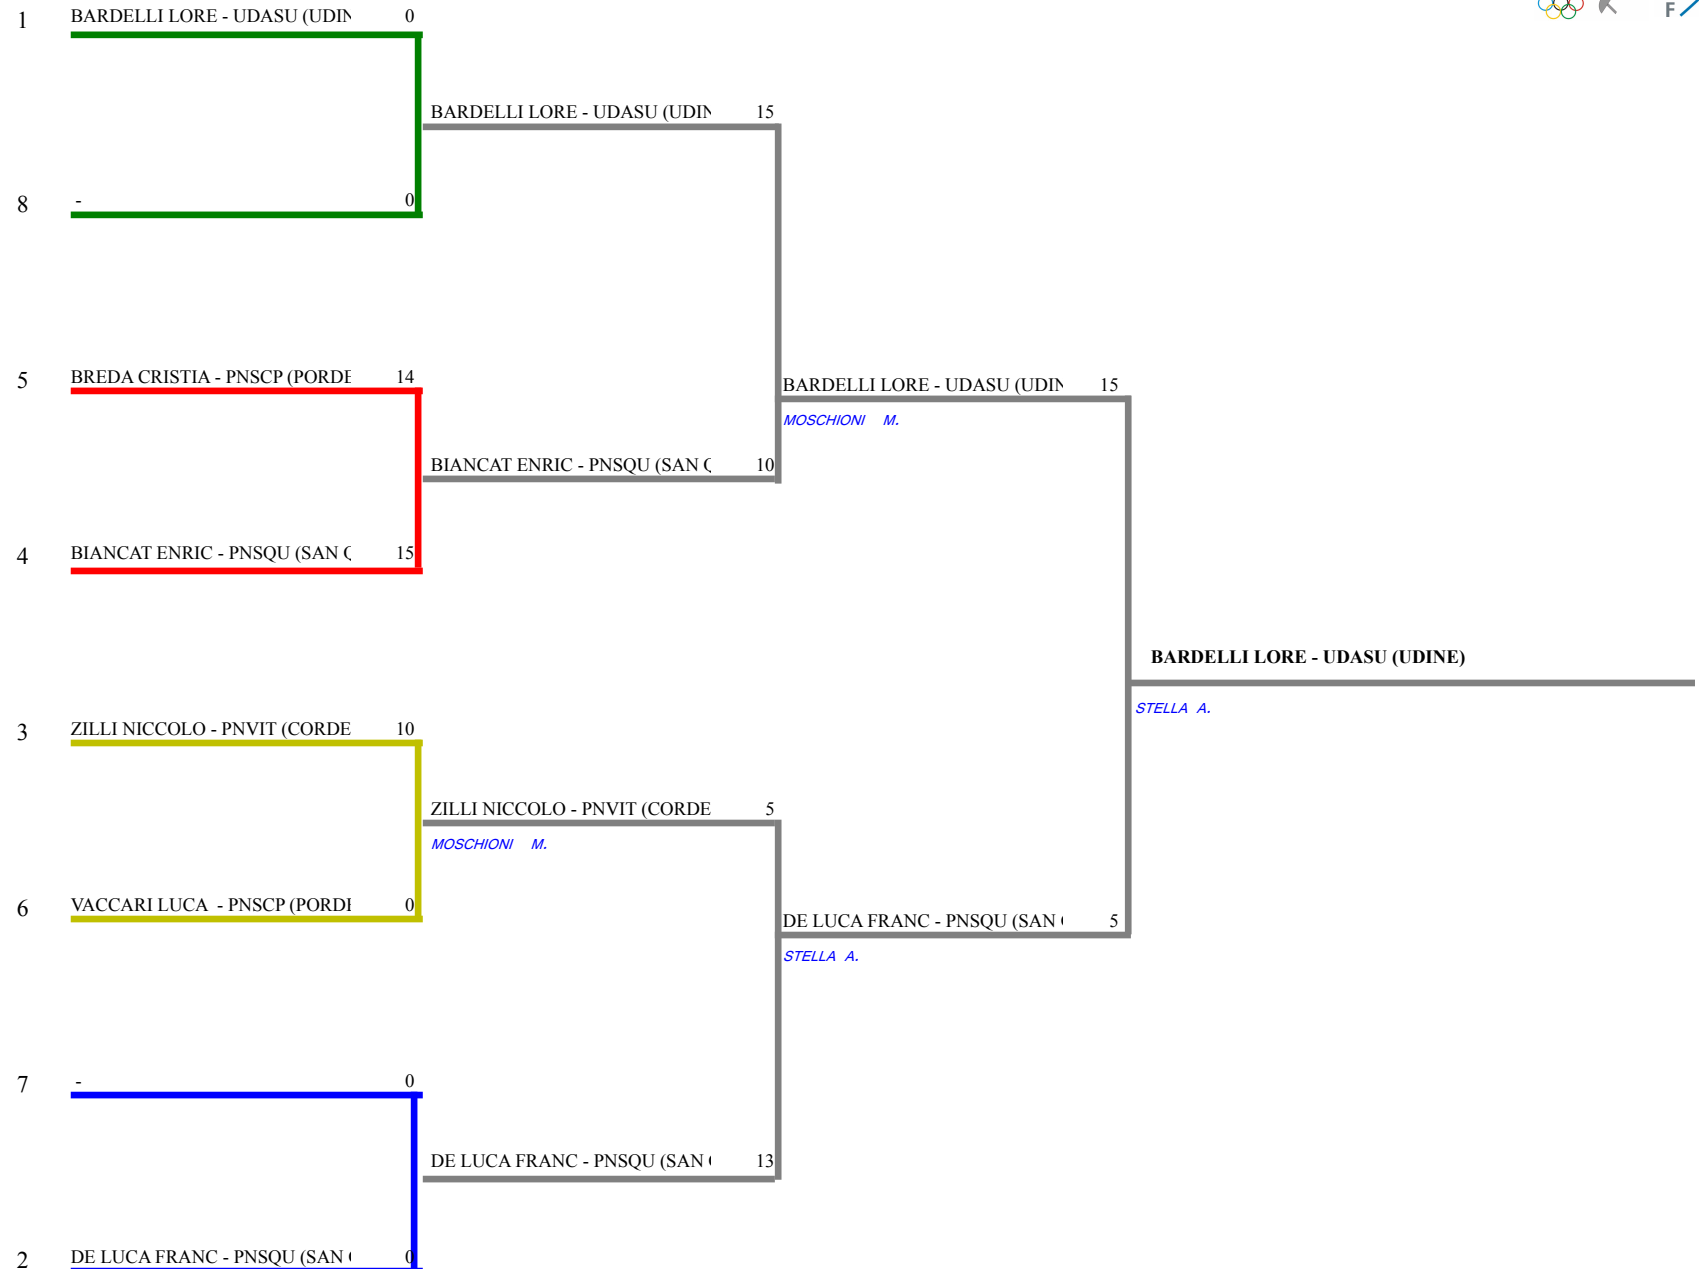 1 BARDELLI LORE - UDASU (UDIN 0
F
BARDELLI LORE - UDASU (UDIN 15
8 - 0
5 BREDA CRISTIA - PNSCP (PORDE 14
BARDELLI LORE - UDASU (UDIN 15
MOSCHIONI M.
BIANCAT ENRIC - PNSQU (SAN Q 10
4 BIANCAT ENRIC - PNSQU (SAN Q 15
BARDELLI LORE - UDASU (UDINE)
STELLA A.
3 ZILLI NICCOLO - PNVIT (CORDE 10
ZILLI NICCOLO - PNVIT (CORDE 5
MOSCHIONI M.
6 VACCARI LUCA - PNSCP (PORDE 0
DE LUCA FRANC - PNSQU (SAN 5
STELLA A.
7 - 0
DE LUCA FRANC - PNSQU (SAN 13
2 DE LUCA FRANC - PNSQU (SAN 0